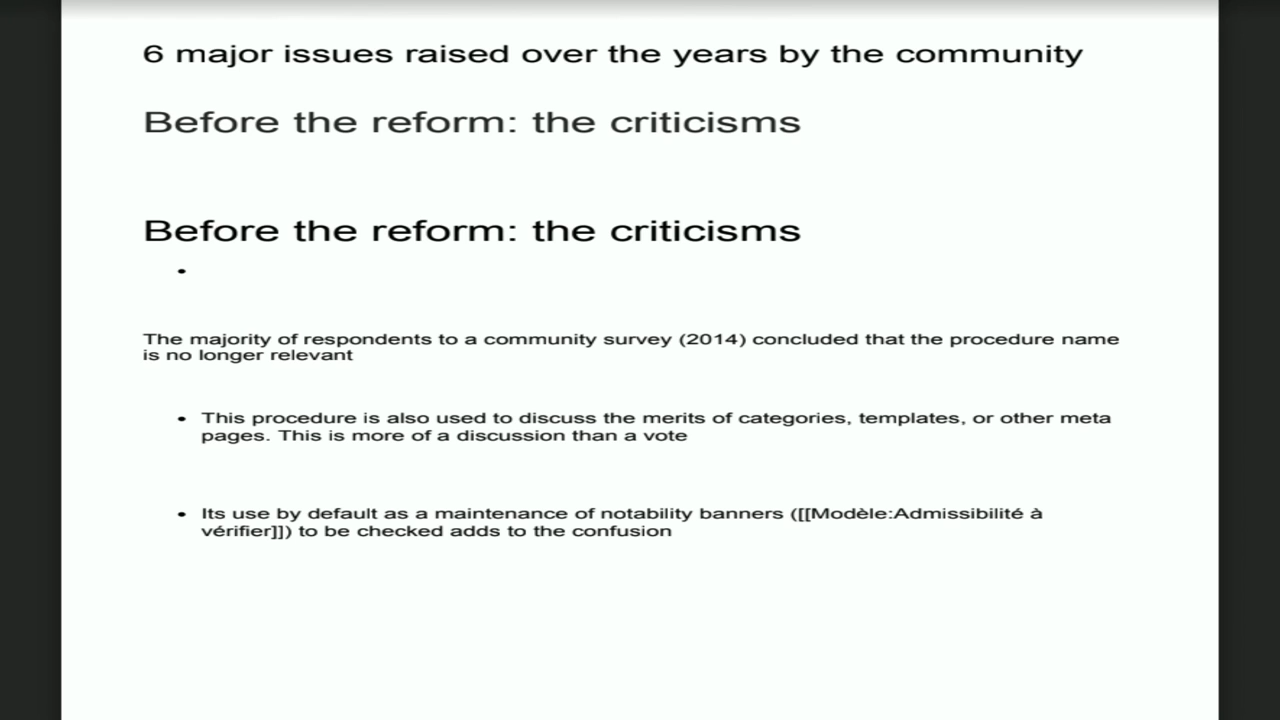 6 major issues raised over the years by the community
Before the reform: the criticisms
Before the reform: the criticisms
•
The majority of respondents to a community survey (2014) concluded that the procedure name
is no longer relevant
• This procedure is also used to discuss the merits of categories, templates, or other meta
pages. This is more of a discussion than a vote
• Its use by default as a maintenance of notability banners ([[Modèle:Admissibilité à
vérifier]]) to be checked adds to the confusion